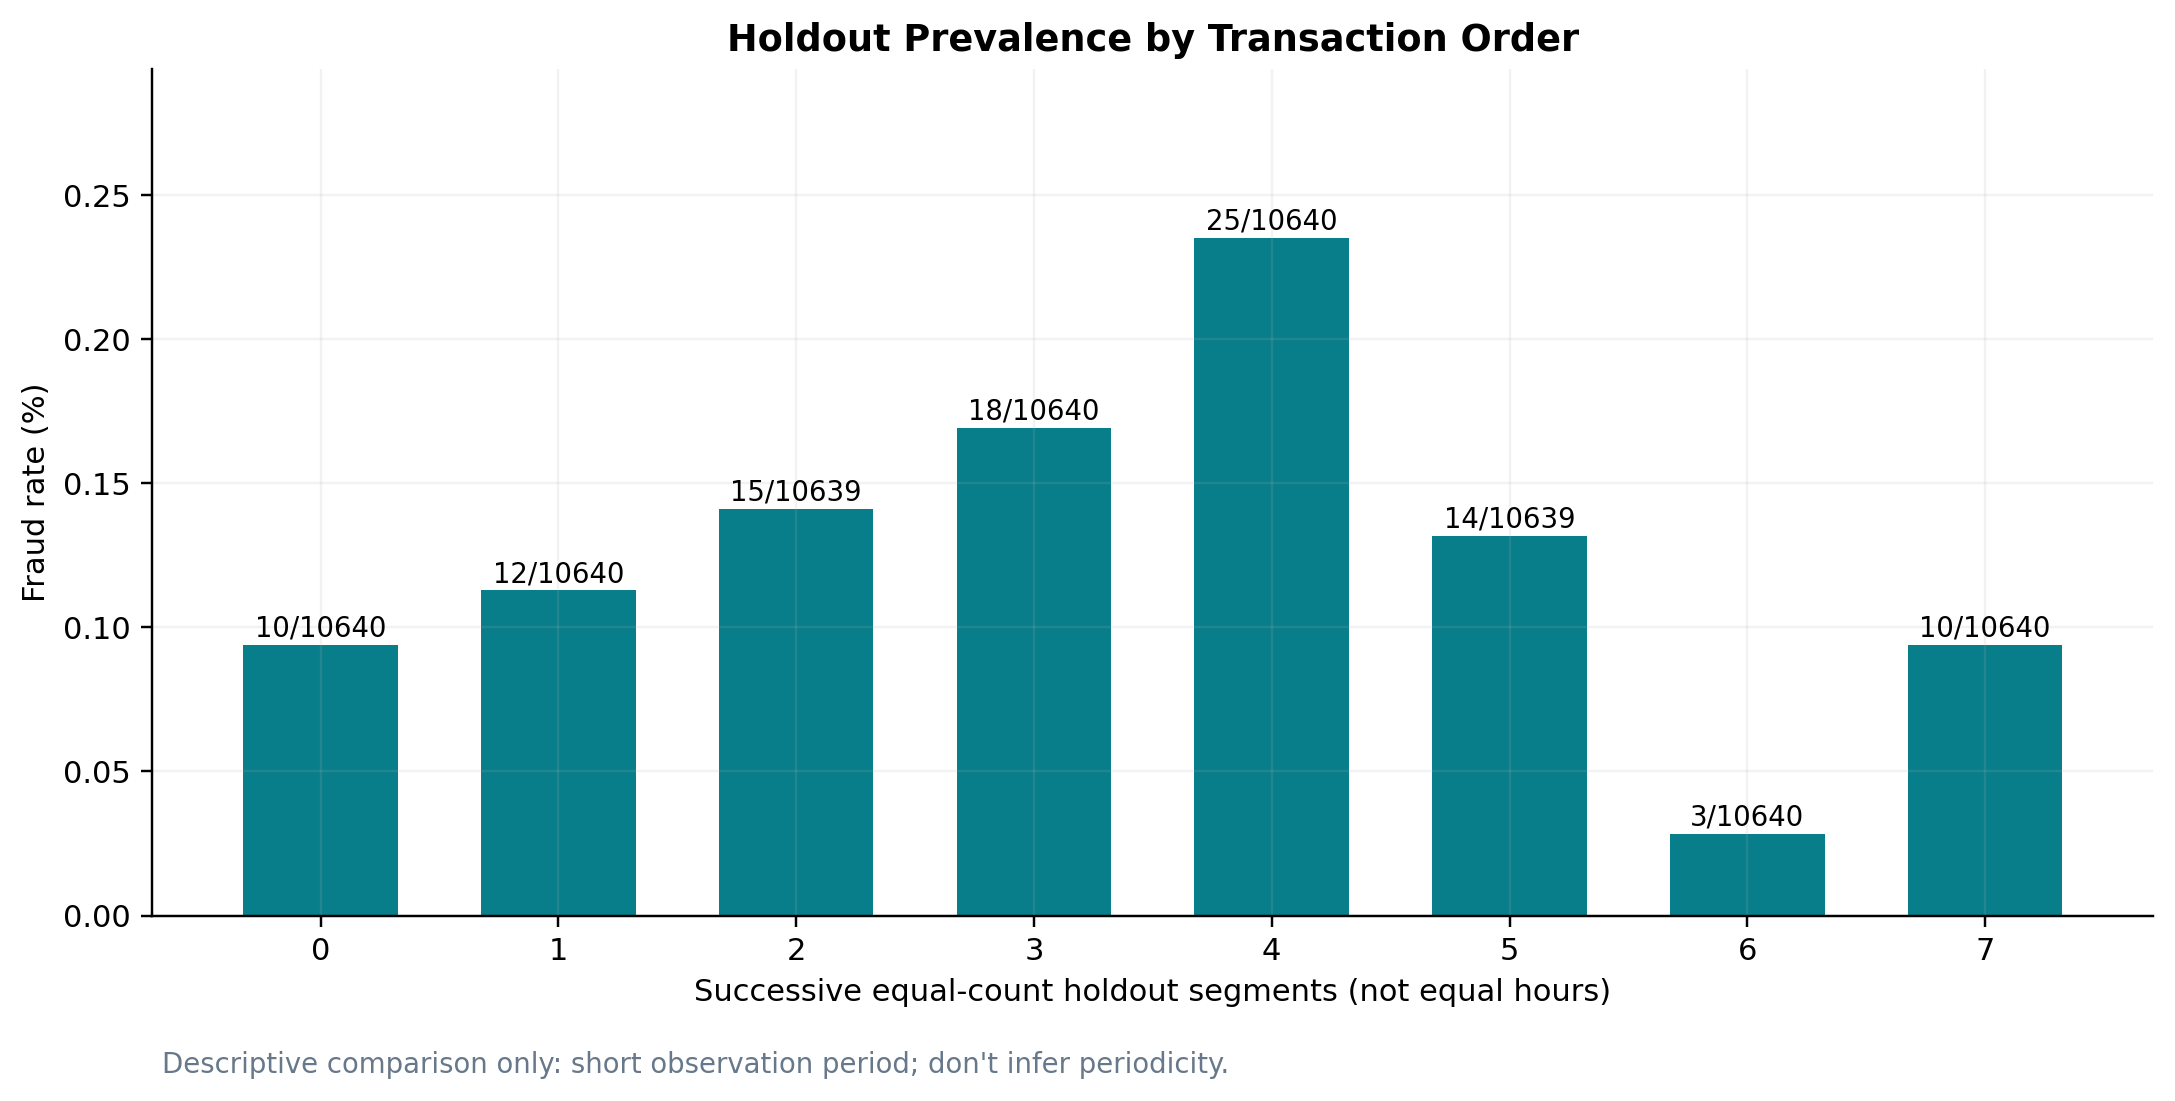 Holdout Prevalence by Transaction Order
Fraud rate (%)
0.25
0.20
0.15
0.10
0.05
0.00
10/10640
12/10640
15/10639
18/10640
25/10640
14/10639
3/10640
10/10640
0 1 2 3 4 5 6 7
Successive equal-count holdout segments (not equal hours)
Descriptive comparison only: short observation period; don't infer periodicity.